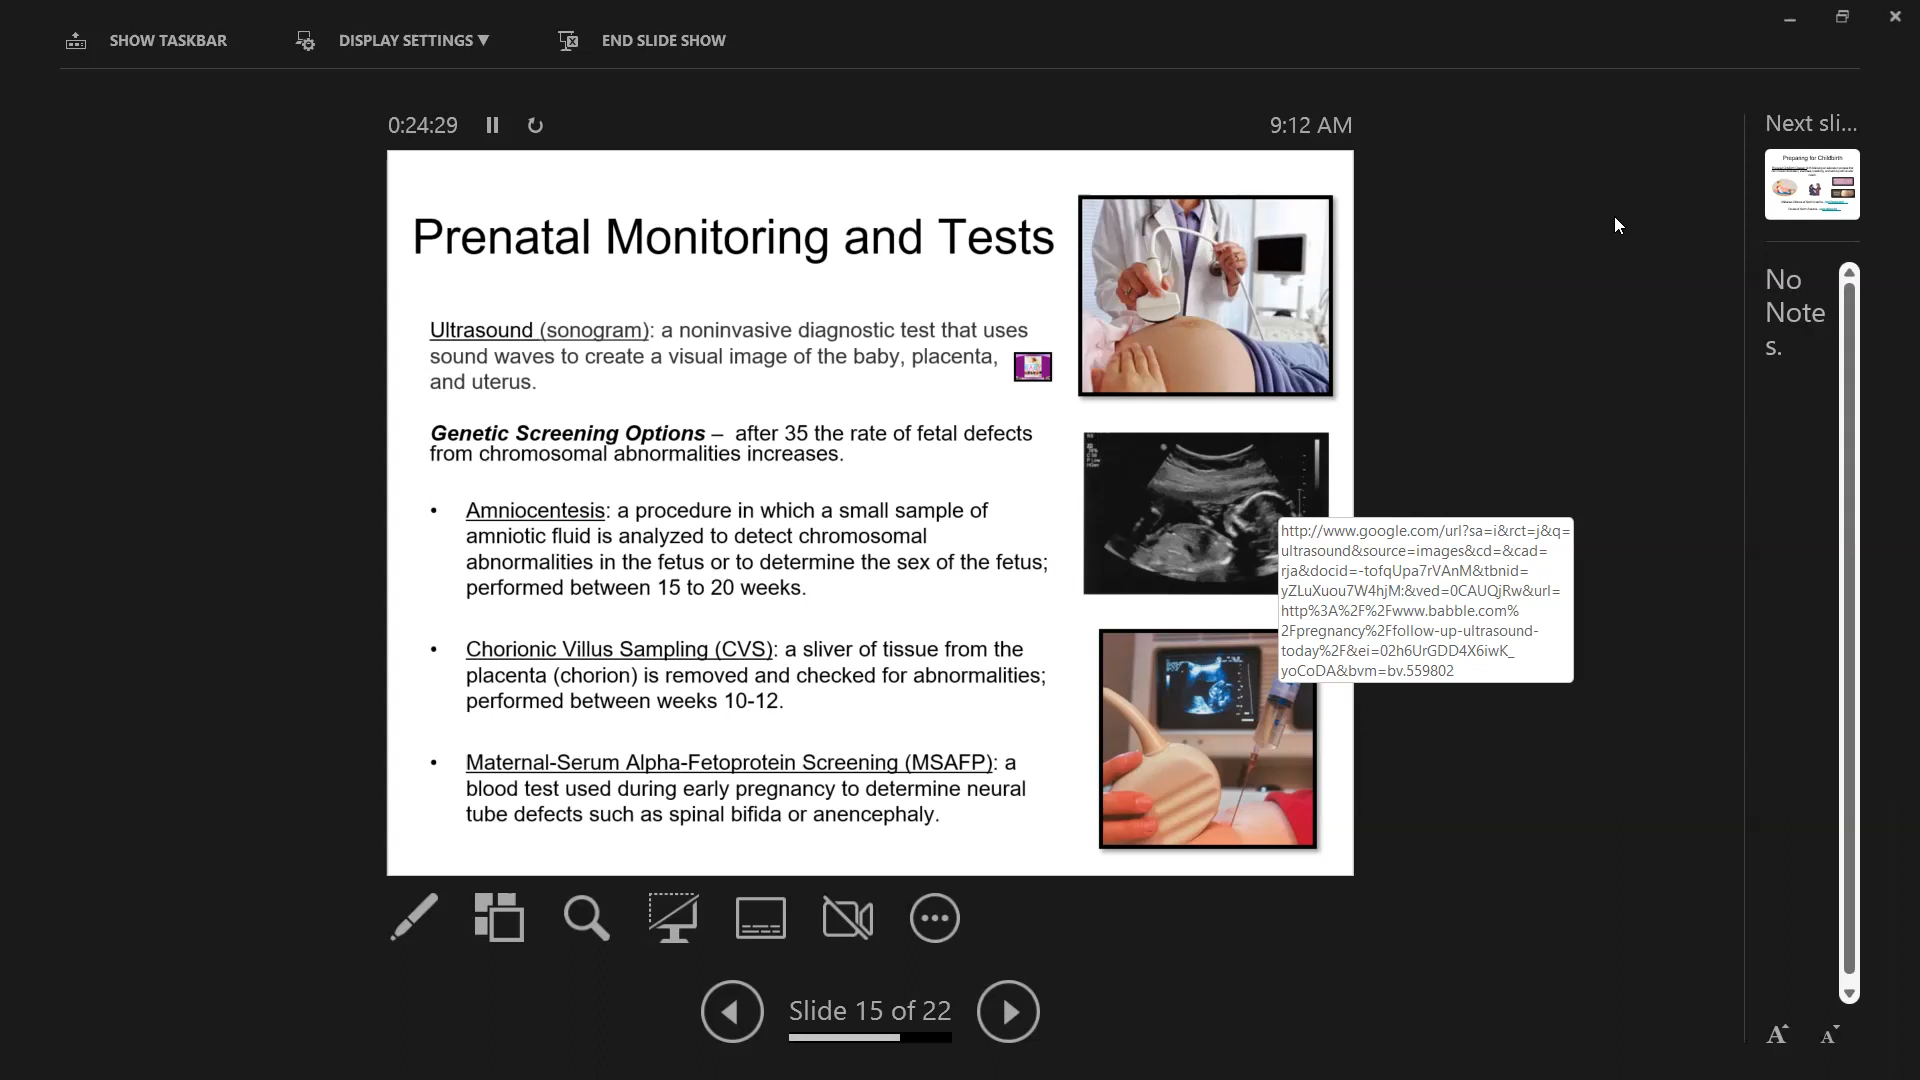 SHOW TASKBAR
DISPLAY SETTINGS ▼
END SLIDE SHOW
0:24:29
9:12 AM
Next sli...
Prenatal Monitoring and Tests
Ultrasound (sonogram): a noninvasive diagnostic test that uses
sound waves to create a visual image of the baby, placenta,
and uterus.
Genetic Screening Options – after 35 the rate of fetal defects
from chromosomal abnormalities increases.
• Amniocentesis: a procedure in which a small sample of
amniotic fluid is analyzed to detect chromosomal
abnormalities in the fetus or to determine the sex of the fetus;
performed between 15 to 20 weeks.
• Chorionic Villus Sampling (CVS): a sliver of tissue from the
placenta (chorion) is removed and checked for abnormalities;
performed between weeks 10-12.
• Maternal-Serum Alpha-Fetoprotein Screening (MSAFP): a
blood test used during early pregnancy to determine neural
tube defects such as spinal bifida or anencephaly.
http://www.google.com/url?sa=i&rct=j&q=
ultrasound&source=images&cd=&cad=
rja&docid=-tofqUpa7rVAnM&tbnid=
yZLuXuou7W4hjM:&ved=0CAUQjRw&url=
http%3A%2F%2Fwww.babble.com%
2Fpregnancy%2Ffollow-up-ultrasound-
today%2F&ei=02h6UrGDD4X6iwK_
yoCoDA&bvm=bv.559802
Preparing for Childbirth
No
Note
s.
Slide 15 of 22
A A